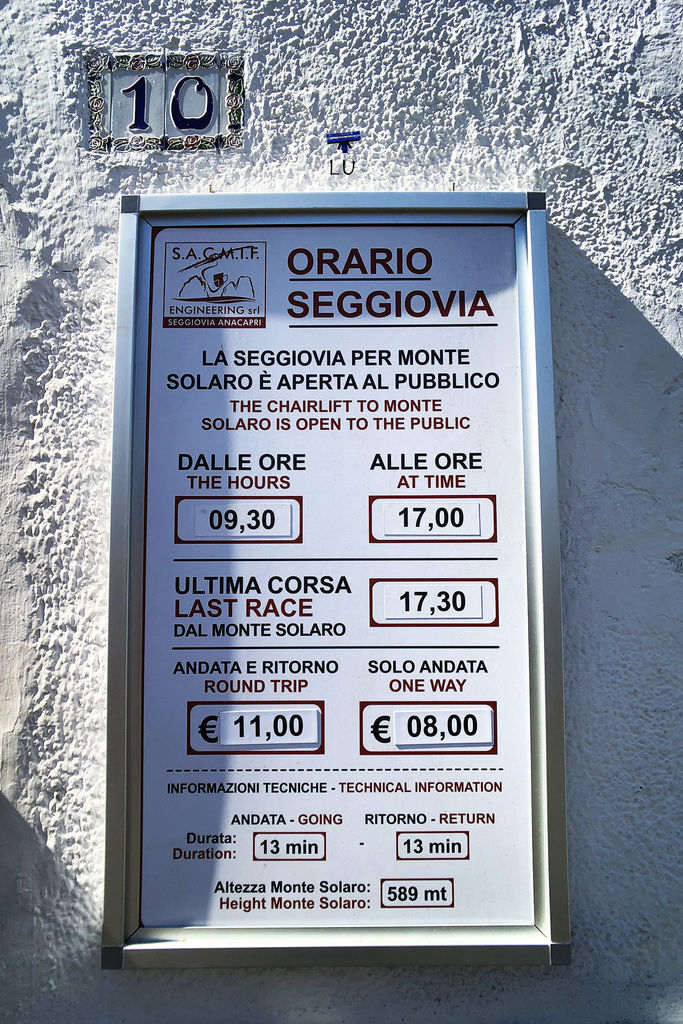 10
LU
S.A.C.M.I.F.
ENGINEERING srl
SEGGIOVIA ANACAPRI
ORARIO
SEGGIOVIA
LA SEGGIOVIA PER MONTE
SOLARO È APERTA AL PUBBLICO
THE CHAIRLIFT TO MONTE
SOLARO IS OPEN TO THE PUBLIC
DALLE ORE ALLE ORE
THE HOURS AT TIME
09,30 17,00
ULTIMA CORSA
LAST RACE 17,30
DAL MONTE SOLARO
ANDATA E RITORNO SOLO ANDATA
ROUND TRIP ONE WAY
€ 11,00 € 08,00
INFORMAZIONI TECNICHE - TECHNICAL INFORMATION
ANDATA - GOING RITORNO - RETURN
Durata:
Duration: 13 min - 13 min
Altezza Monte Solaro:
Height Monte Solaro: 589 mt